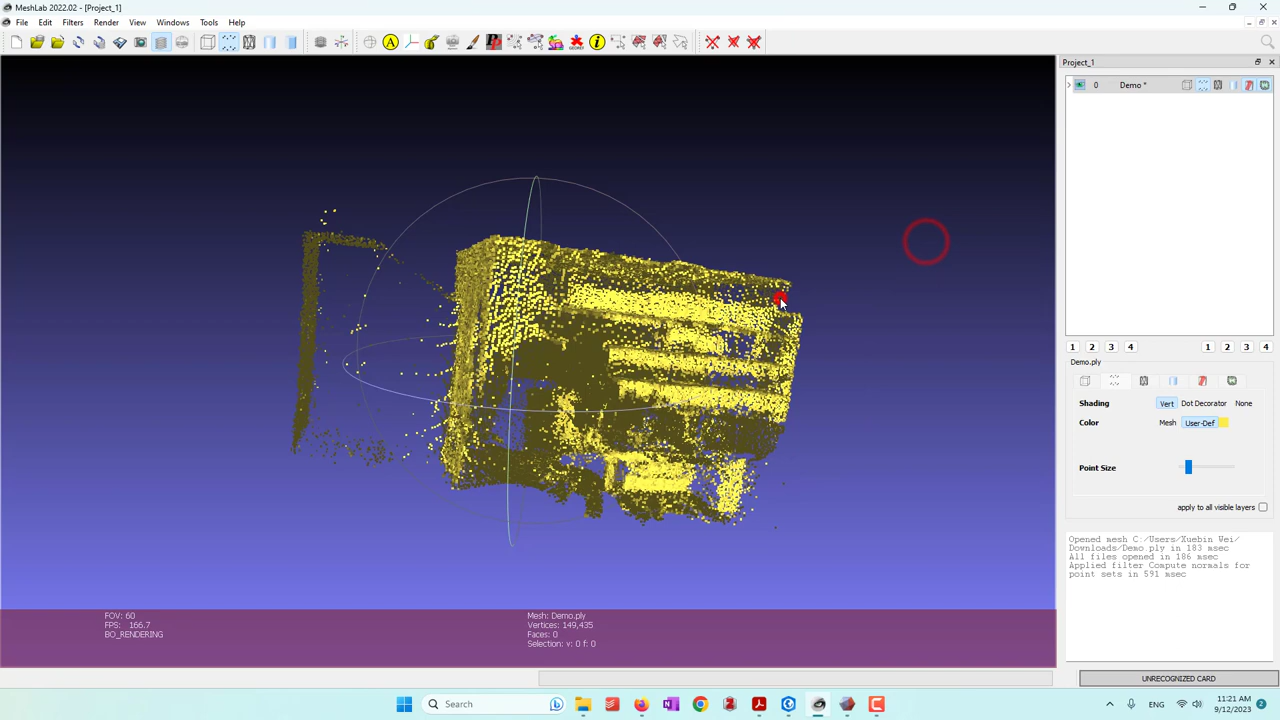 MeshLab 2022.02 - [Project_1]
File Edit Filters Render View Windows Tools Help
Project_1
0 Demo *
1 2 3 4 1 2 3 4
Demo.ply
Shading Vert Dot Decorator None
Color Mesh User-Def
Point Size
apply to all visible layers
Opened mesh C:/Users/Xuebin Wei/
Downloads/Demo.ply in 183 msec
All files opened in 186 msec
Applied filter Compute normals for
point sets in 591 msec
FOV: 60
FPS: 166.7
BO_RENDERING
Mesh: Demo.ply
Vertices: 149,435
Faces: 0
Selection: v: 0 f: 0
UNRECOGNIZED CARD
Search
ENG
11:21 AM
9/12/2023
2